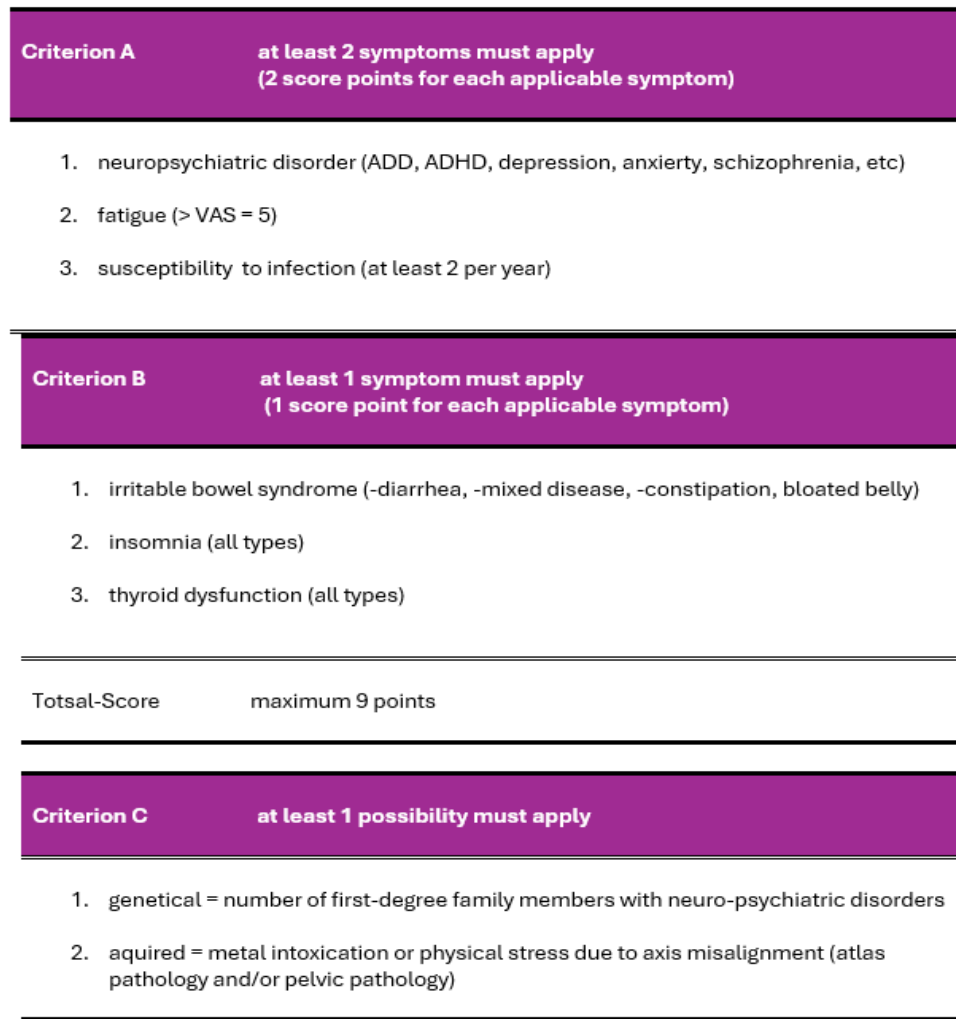 Criterion A at least 2 symptoms must apply
(2 score points for each applicable symptom)
1. neuropsychiatric disorder (ADD, ADHD, depression, anxierty, schizophrenia, etc)
2. fatigue (> VAS = 5)
3. susceptibility to infection (at least 2 per year)
Criterion B at least 1 symptom must apply
(1 score point for each applicable symptom)
1. irritable bowel syndrome (-diarrhea, -mixed disease, -constipation, bloated belly)
2. insomnia (all types)
3. thyroid dysfunction (all types)
Totsal-Score maximum 9 points
Criterion C at least 1 possibility must apply
1. genetical = number of first-degree family members with neuro-psychiatric disorders
2. aquired = metal intoxication or physical stress due to axis misalignment (atlas
pathology and/or pelvic pathology)